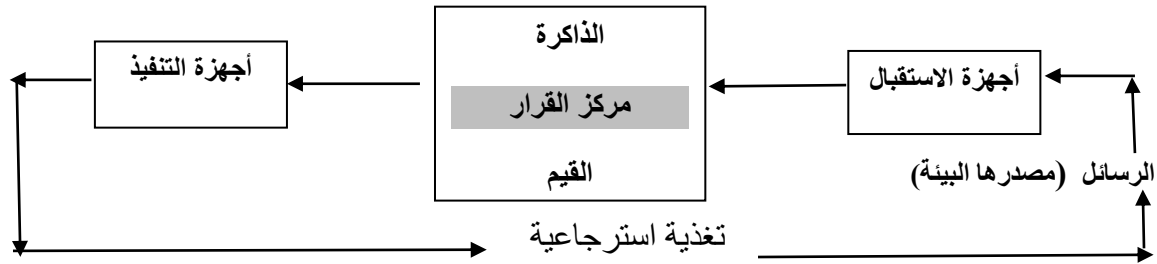 أجهزة الاستقبال
الذاكرة
مركز القرار
القيم
أجهزة التنفيذ
الرسائل (مصدرها البيئة)
تغذية استرجاعية